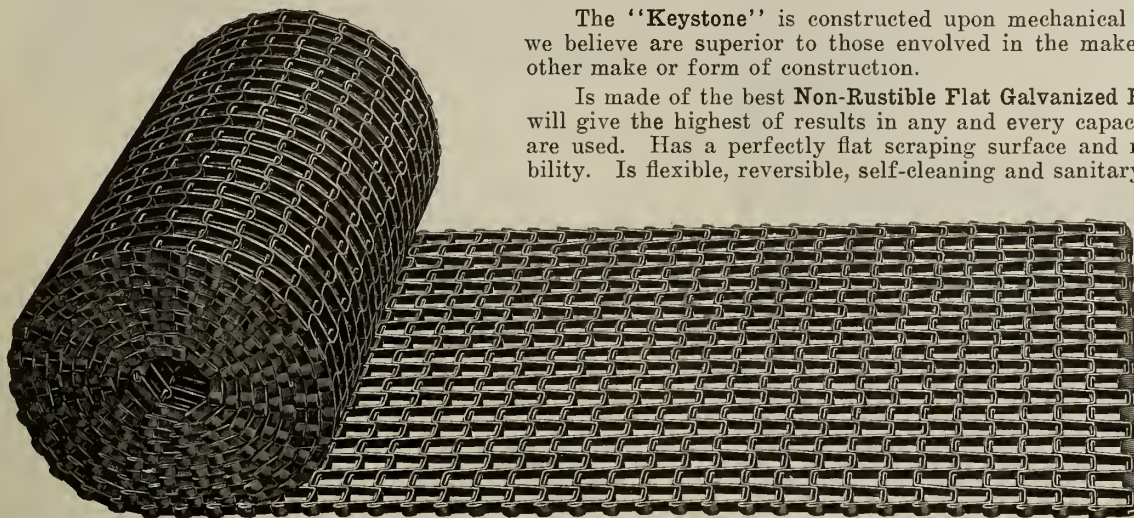 The “Keystone” is constructed upon mechanical
we believe are superior to those envolved in the make
other make or form of construction.
Is made of the best Non-Rustible Flat Galvanized
will give the highest of results in any and every capac
are used. Has a perfectly flat scraping surface and
bility. Is flexible, reversible, self-cleaning and sanitary